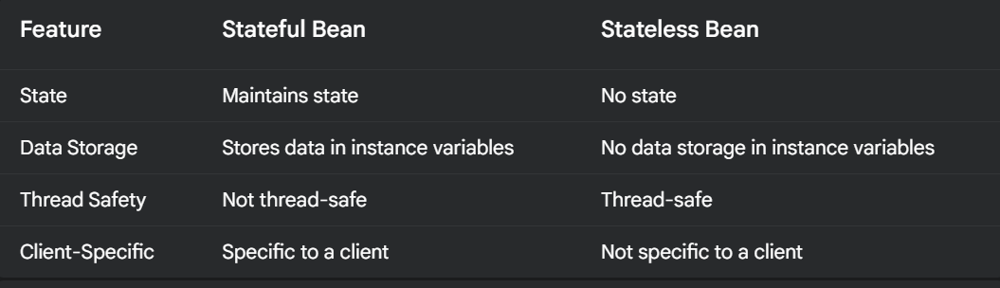 Feature Stateful Bean Stateless Bean
State Maintains state No state
Data Storage Stores data in instance variables No data storage in instance variables
Thread Safety Not thread-safe Thread-safe
Client-Specific Specific to a client Not specific to a client